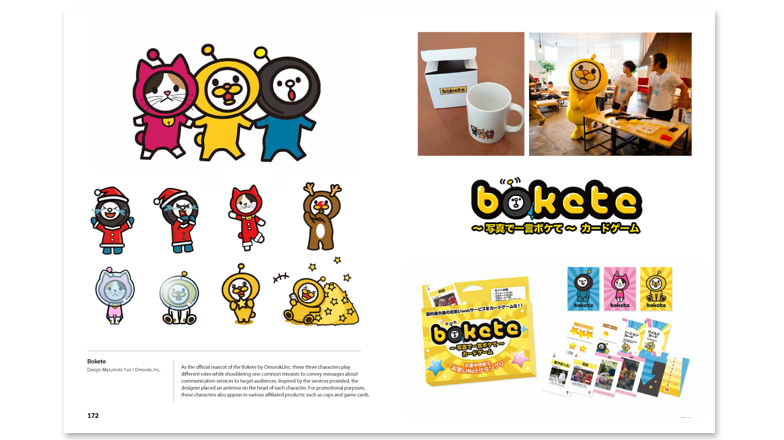 Bokete
Design: Matumoto Yuri / Omoroki, Inc.
As the official mascot of the Bokete by Omoroki,Inc. these three characters play
different roles while shouldering one common mission: to convey messages about
communication services to target audiences. Inspired by the services provided, the
designer placed an antenna on the head of each character. For promotional purposes,
these characters also appear in various affiliated products such as cups and game cards.
172
bokete
bokete
〜 写真で一言ボケて 〜 カードゲーム
bokete
〜写真で一言ボケて〜
カードゲーム